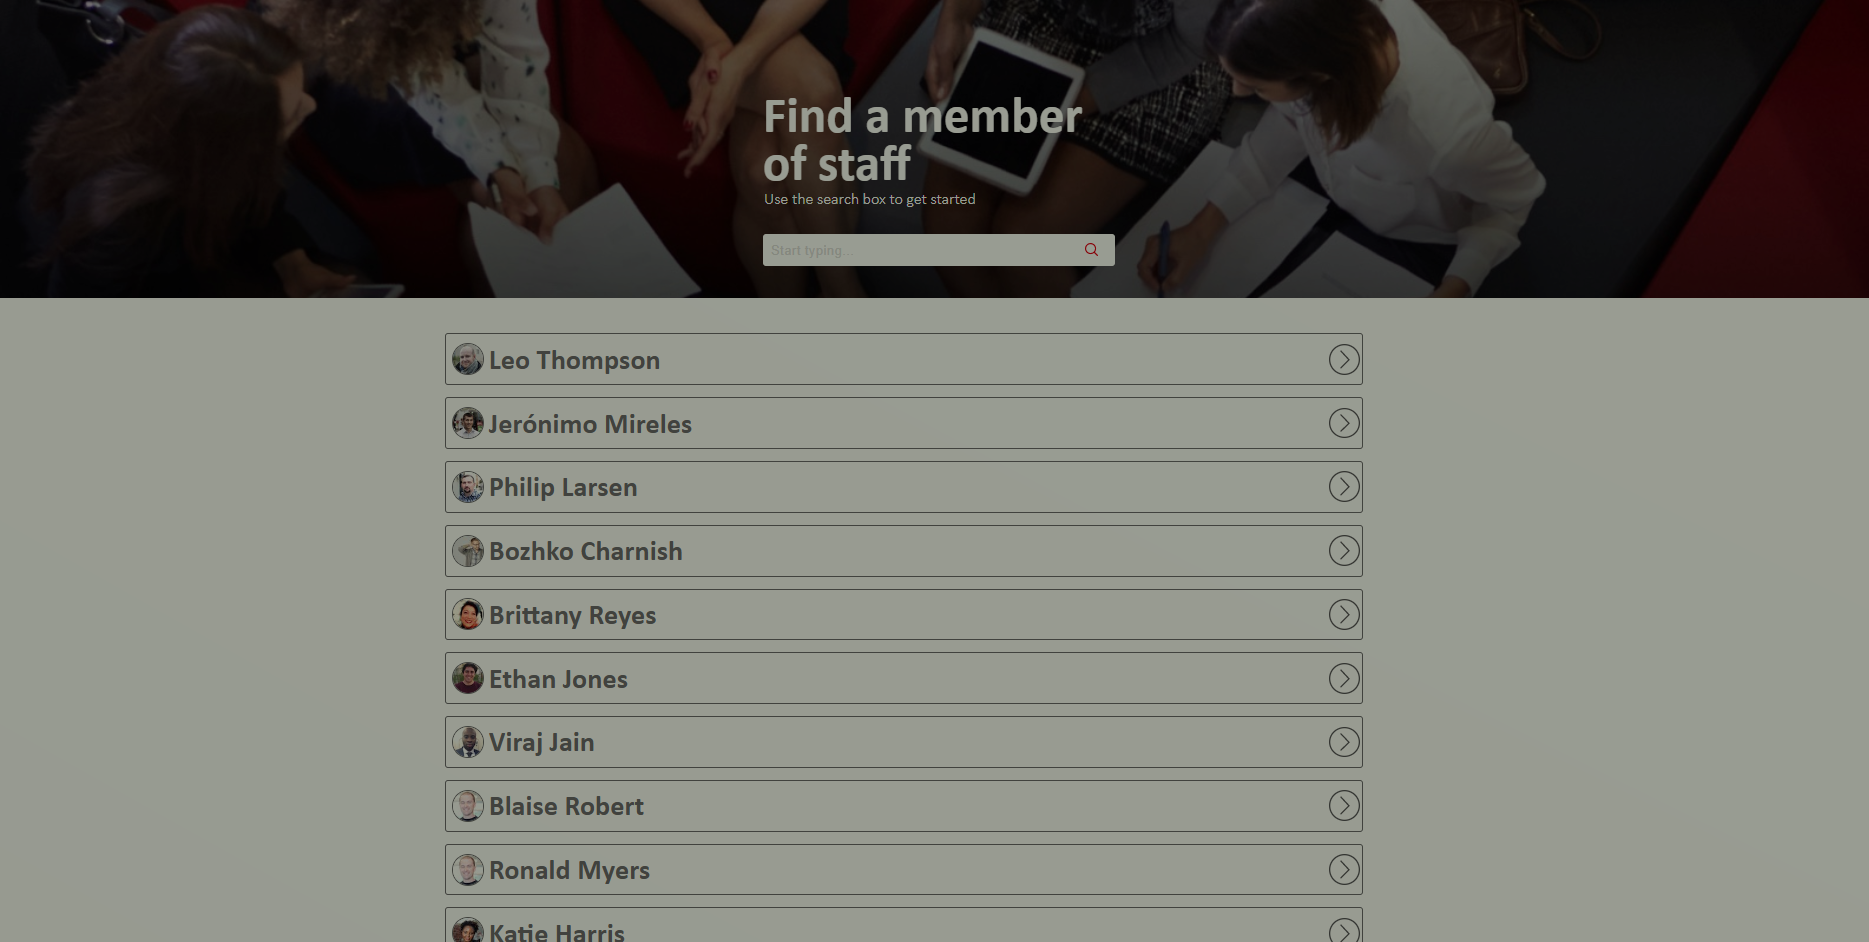 Find a member
of staff
Use the search box to get started
Start typing...
Leo Thompson
Jerónimo Mireles
Philip Larsen
Bozhko Charnish
Brittany Reyes
Ethan Jones
Viraj Jain
Blaise Robert
Ronald Myers
Katie Harris